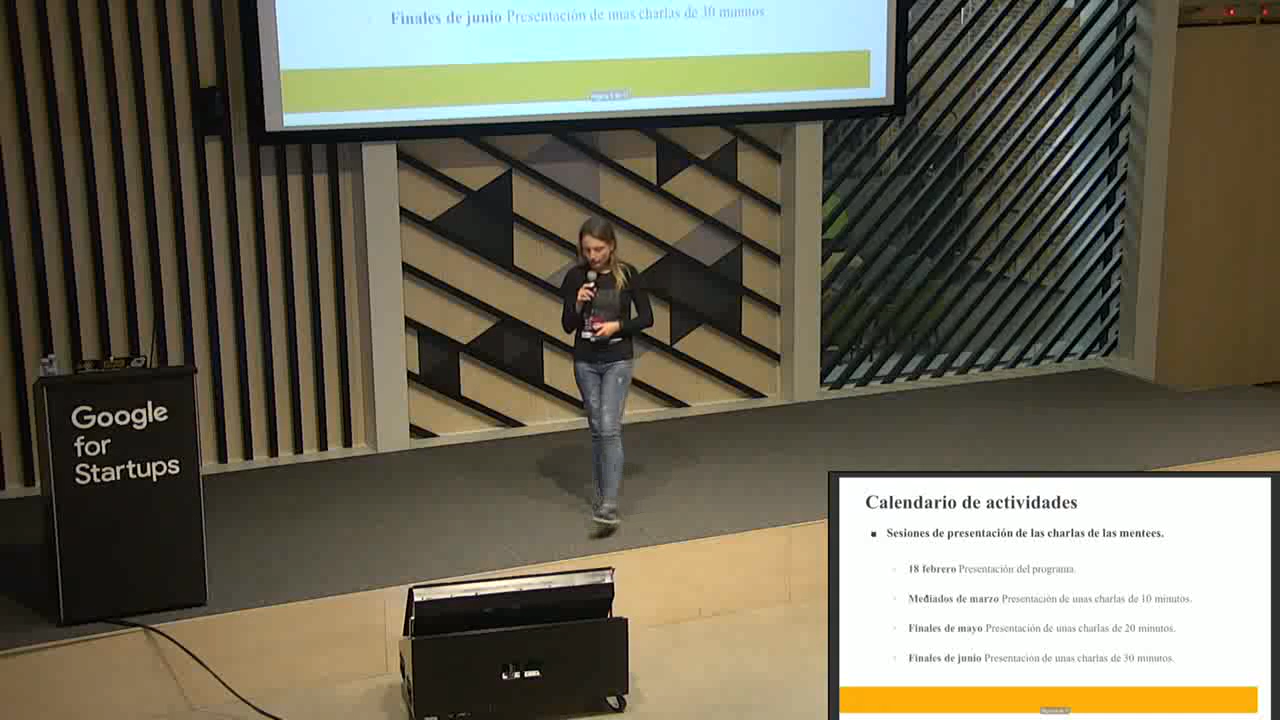 Finales de junio Presentación de unas charlas de 30 minutos
Google
for
Startups
Calendario de actividades
Sesiones de presentación de las charlas de las mentees.
18 febrero Presentación del programa.
Mediados de marzo Presentación de unas charlas de 10 minutos.
Finales de mayo Presentación de unas charlas de 20 minutos.
Finales de junio Presentación de unas charlas de 30 minutos.